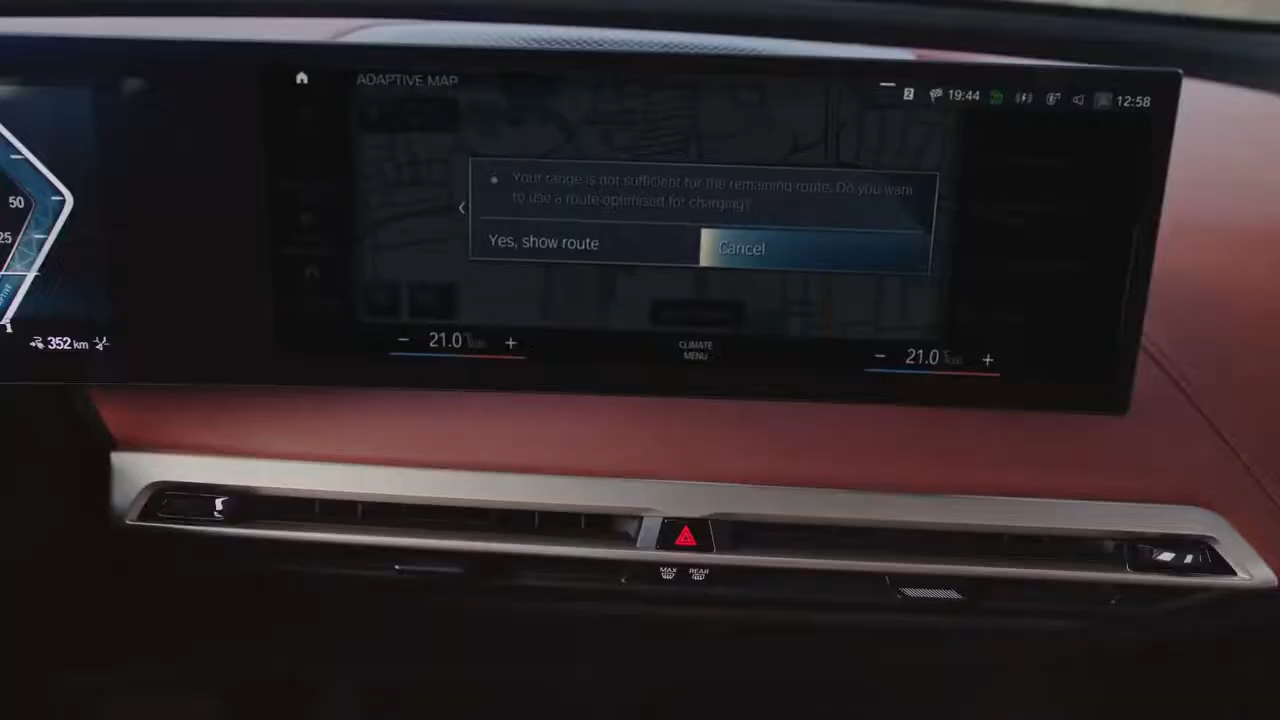 ADAPTIVE MAP
2
19:44
12:58
Your range is not sufficient for the remaining route. Do you want
to use a route optimised for charging?
Yes, show route
Cancel
50
25
352 km
− 21.0 +
CLIMATE
MENU
− 21.0 +
MAX
REAR